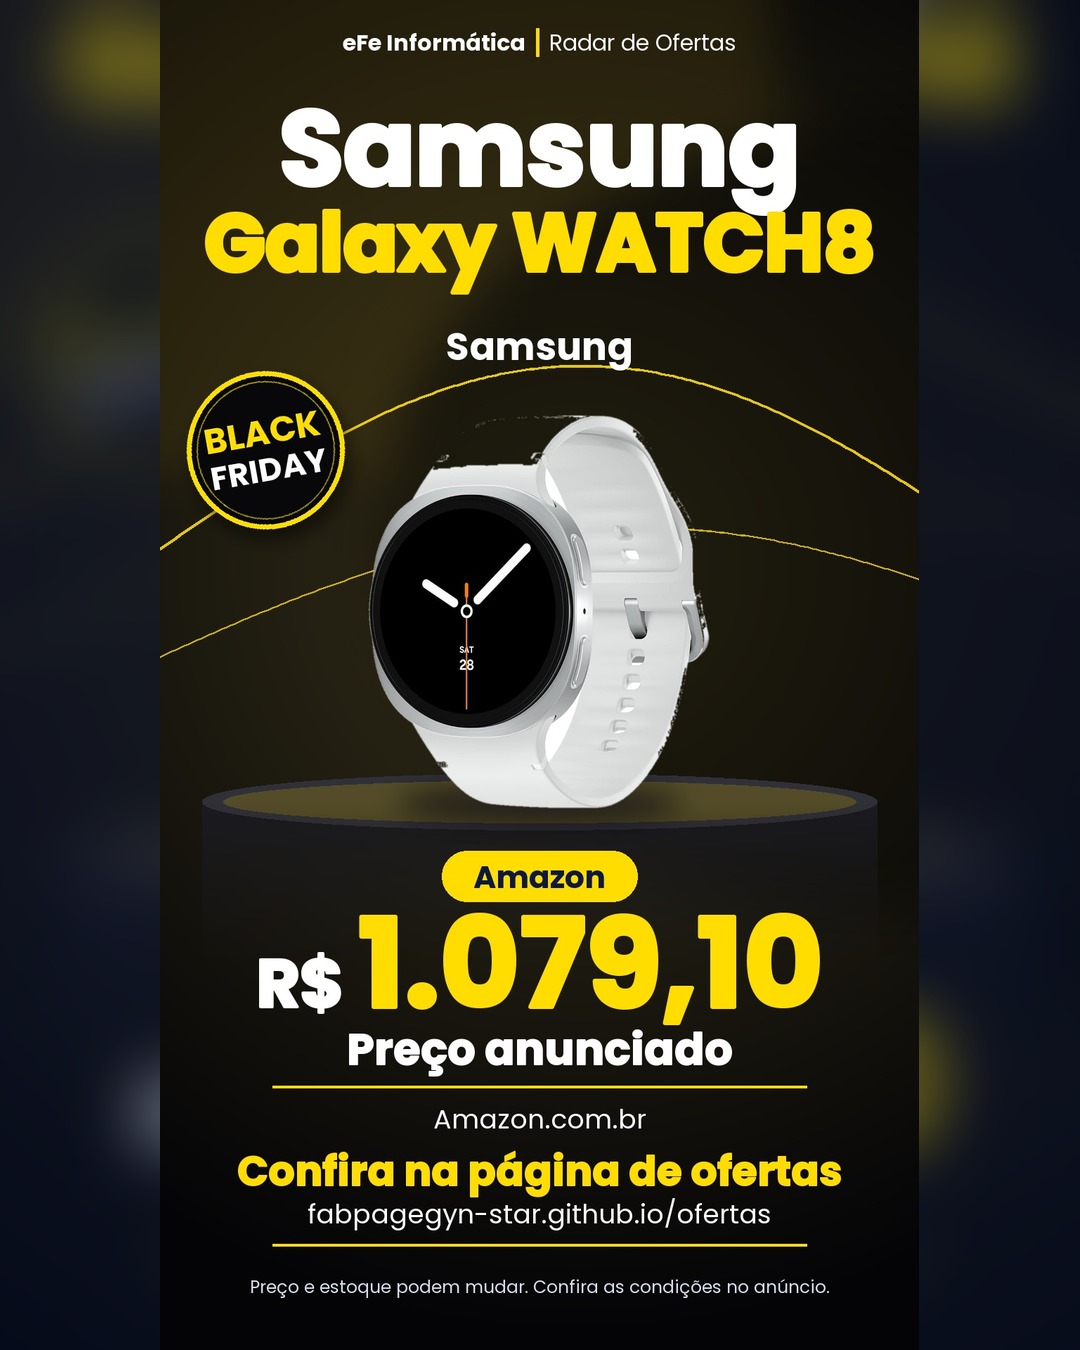 eFe Informática | Radar de Ofertas
Samsung
Galaxy WATCH8
Samsung
BLACK
FRIDAY
SAT
28
Amazon
R$ 1.079,10
Preço anunciado
Amazon.com.br
Confira na página de ofertas
fabpagegyn-star.github.io/ofertas
Preço e estoque podem mudar. Confira as condições no anúncio.